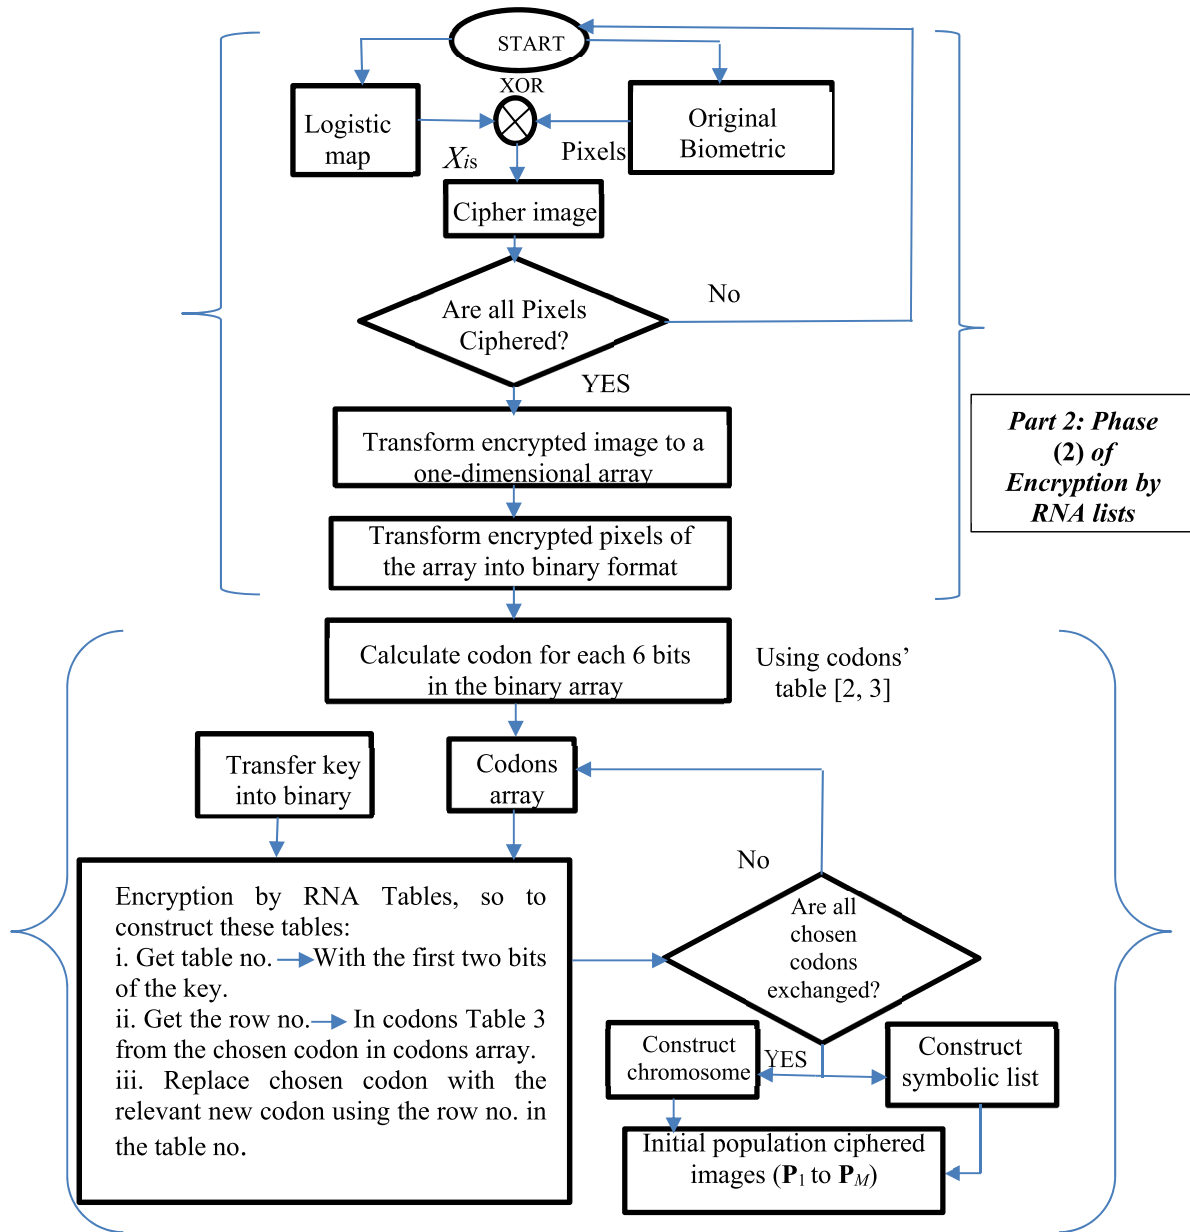 START
XOR
Logistic
map
Original
Biometric
Xis
Pixels
Cipher image
Are all Pixels
Ciphered?
No
YES
Transform encrypted image to a
one-dimensional array
Transform encrypted pixels of
the array into binary format
Part 2: Phase
(2) of
Encryption by
RNA lists
Calculate codon for each 6 bits
in the binary array
Using codons’
table [2, 3]
Transfer key
into binary
Codons
array
No
Encryption by RNA Tables, so to
construct these tables:
i. Get table no. → With the first two bits
of the key.
ii. Get the row no. → In codons Table 3
from the chosen codon in codons array.
iii. Replace chosen codon with the
relevant new codon using the row no. in
the table no.
Are all
chosen
codons
exchanged?
Construct
chromosome
YES
Construct
symbolic list
Initial population ciphered
images (P1 to PM)